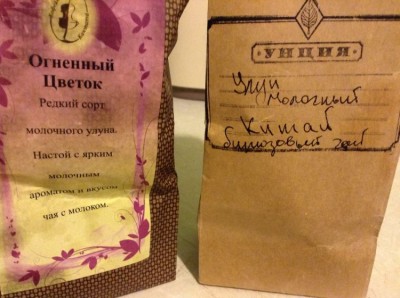 Огненный
Цветок
Редкий сорт
молочного улуна.
Настой с ярким
молочным
ароматом и вкусом
чая с молоком.
УНЦИЯ
Улун
Молочный
Китай
бирюзовый чай